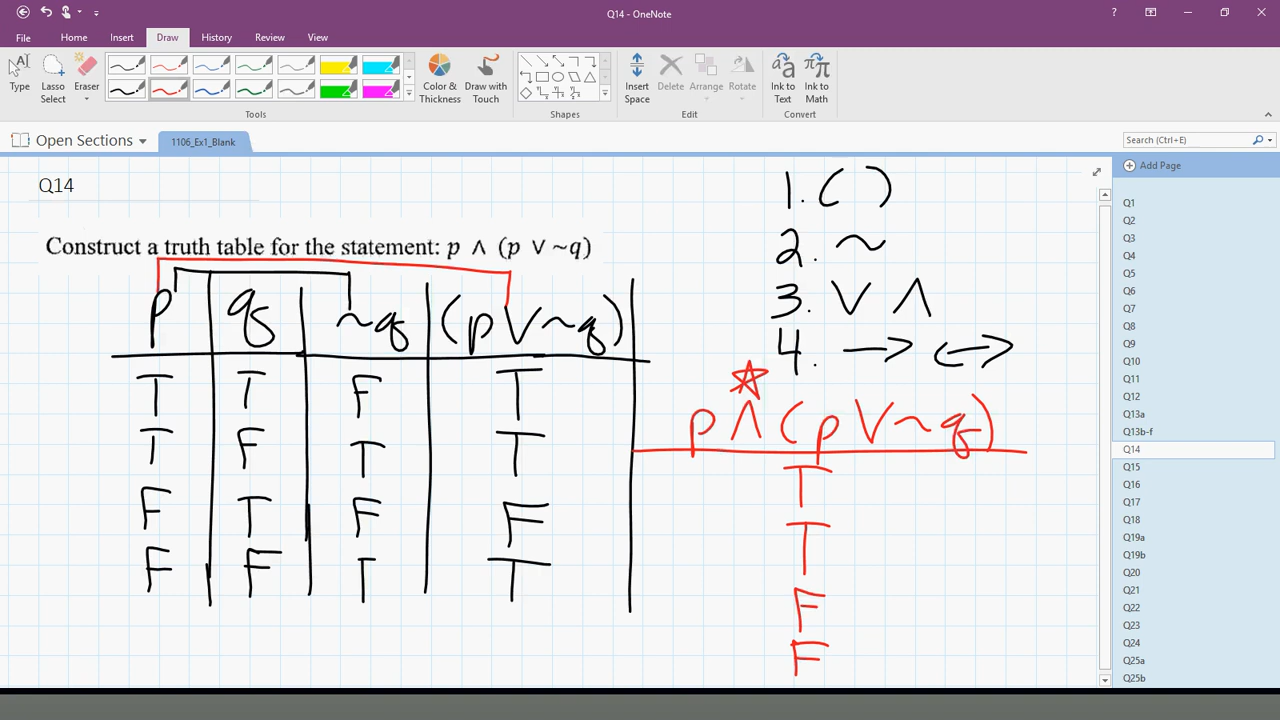 Q14 - OneNote
?
File Home Insert Draw History Review View
Type Lasso Select Eraser Color & Thickness Draw with Touch Insert Space Delete Arrange Rotate Ink to Text Ink to Math
Tools Shapes Edit Convert
Open Sections 1106_Ex1_Blank Search (Ctrl+E)
Add Page
Q14
Construct a truth table for the statement: p ∧ (p ∨ ~q)
1. ( )
2. ~
3. ∨ ∧
4. → ↔
p q ~q (p∨~q)
p ∧ (p∨~q)
T T F T
T F T T
F T F F
F F T T
T
T
F
F
Q1
Q2
Q3
Q4
Q5
Q6
Q7
Q8
Q9
Q10
Q11
Q12
Q13a
Q13b-f
Q14
Q15
Q16
Q17
Q18
Q19a
Q19b
Q20
Q21
Q22
Q23
Q24
Q25a
Q25b